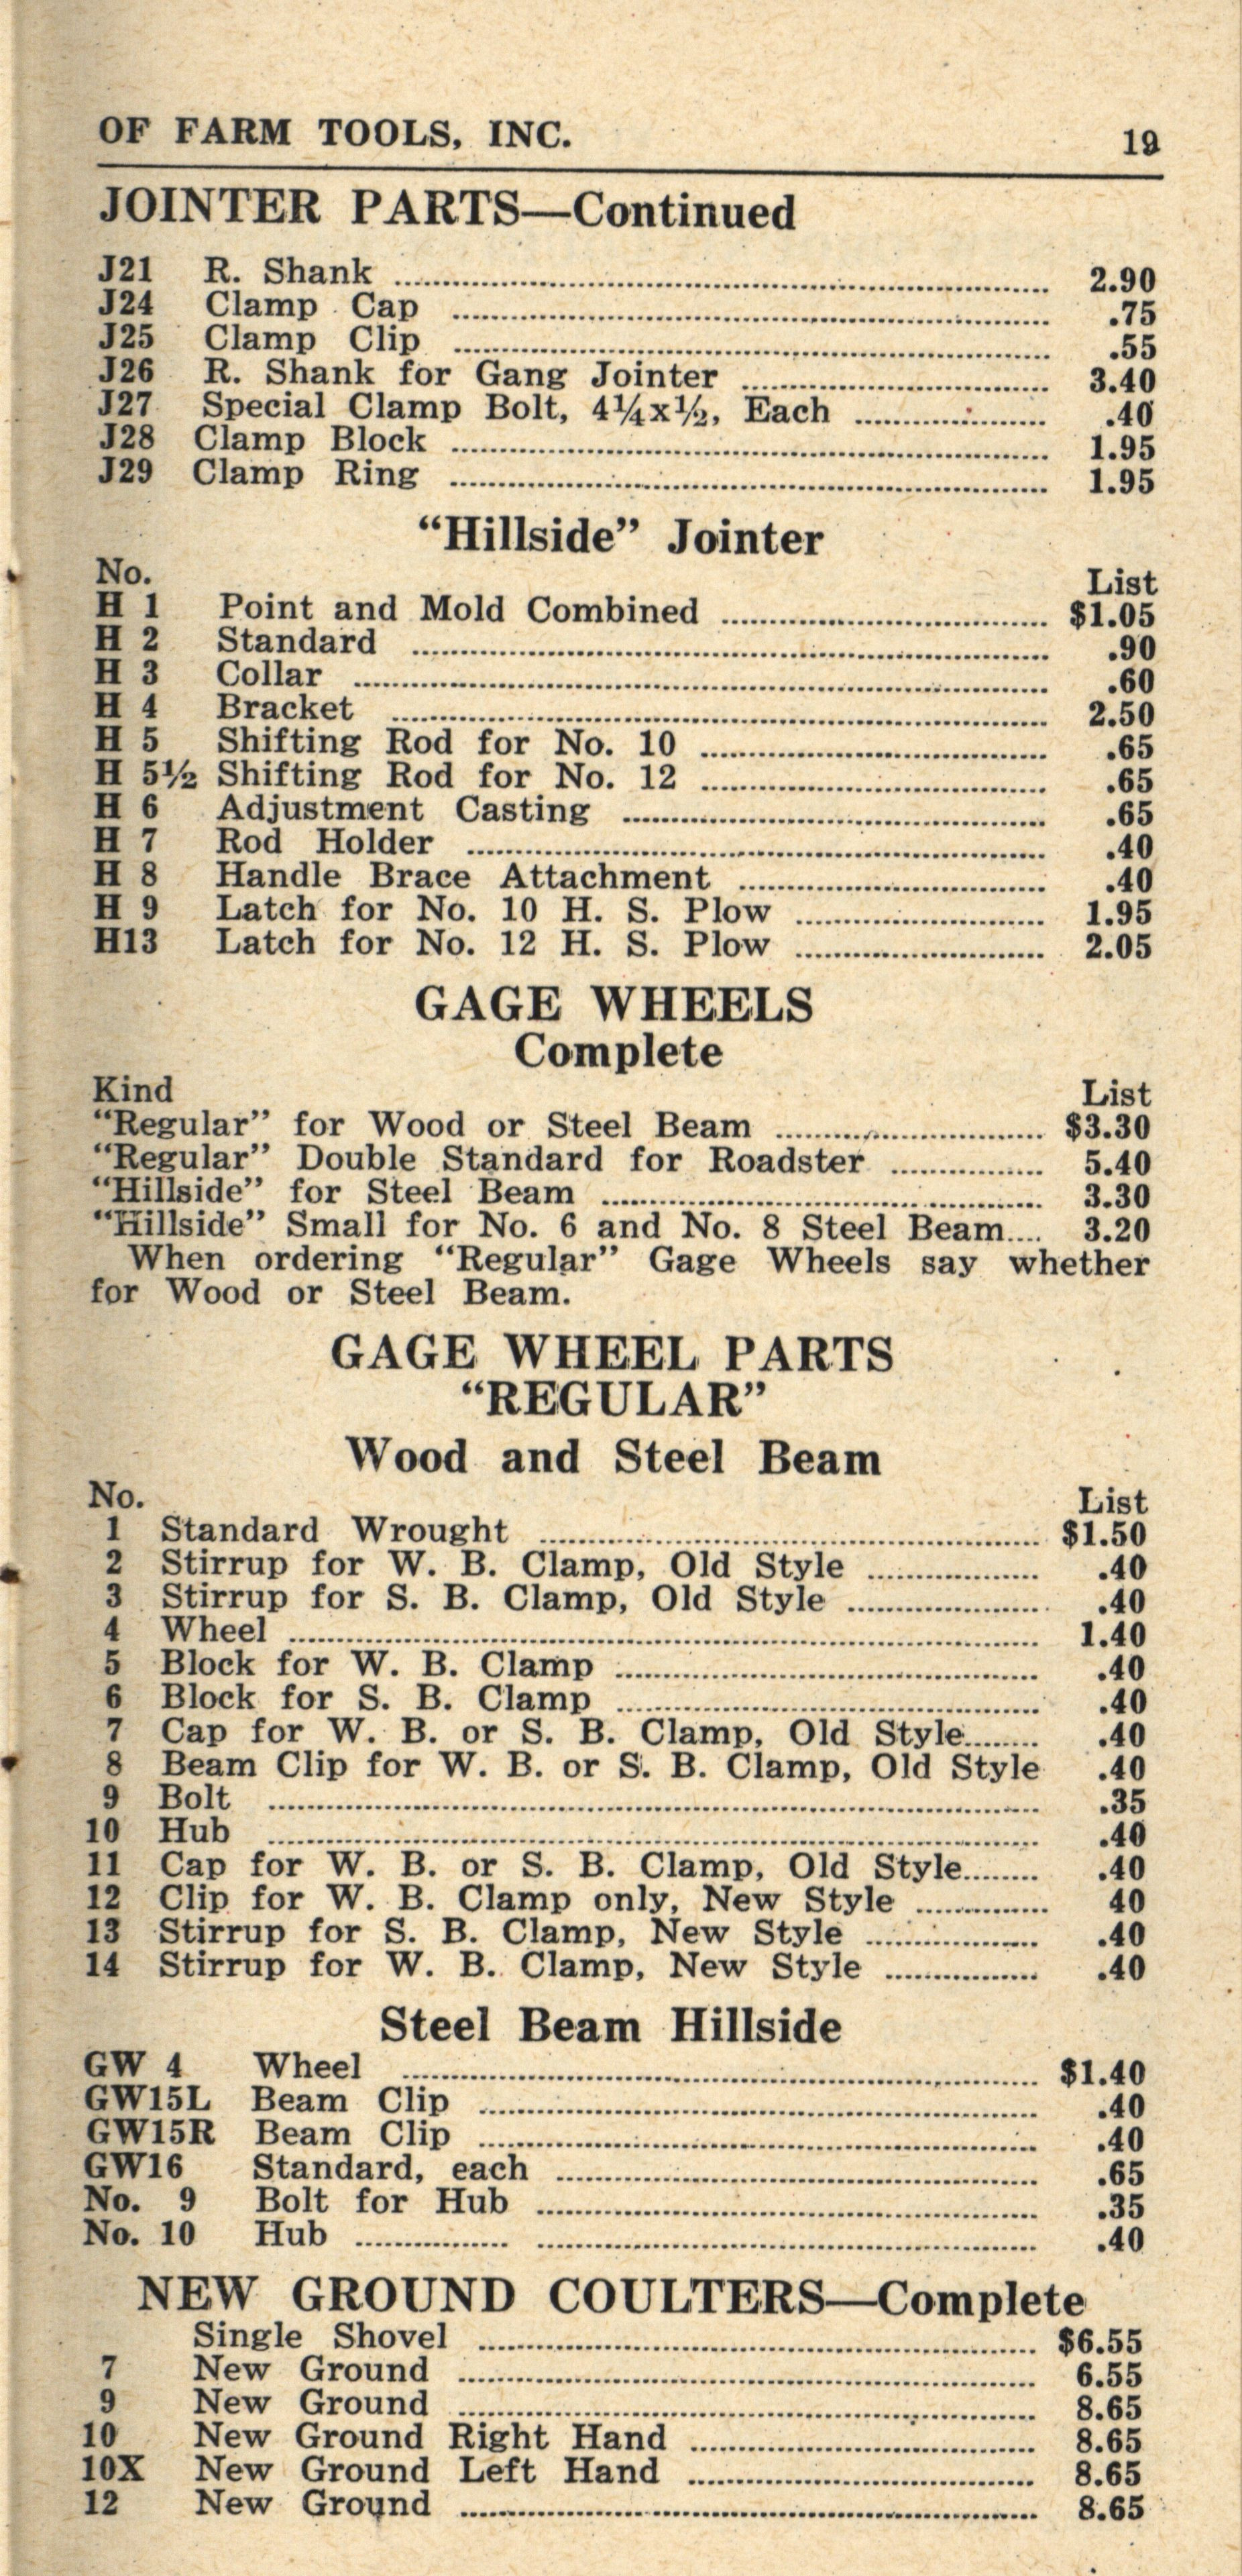 OF FARM TOOLS, INC. 19
JOINTER PARTS—Continued
J21 R. Shank 2.90
J24 Clamp Cap .75
J25 Clamp Clip .55
J26 R. Shank for Gang Jointer 3.40
J27 Special Clamp Bolt, 4¼x½, Each .40
J28 Clamp Block 1.95
J29 Clamp Ring 1.95
“Hillside” Jointer
No. List
H 1 Point and Mold Combined $1.05
H 2 Standard .90
H 3 Collar .60
H 4 Bracket 2.50
H 5 Shifting Rod for No. 10 .65
H 5½ Shifting Rod for No. 12 .65
H 6 Adjustment Casting .65
H 7 Rod Holder .40
H 8 Handle Brace Attachment .40
H 9 Latch for No. 10 H. S. Plow 1.95
H13 Latch for No. 12 H. S. Plow 2.05
GAGE WHEELS
Complete
Kind List
“Regular” for Wood or Steel Beam $3.30
“Regular” Double Standard for Roadster 5.40
“Hillside” for Steel Beam 3.30
“Hillside” Small for No. 6 and No. 8 Steel Beam.... 3.20
When ordering “Regular” Gage Wheels say whether
for Wood or Steel Beam.
GAGE WHEEL PARTS
“REGULAR”
Wood and Steel Beam
No. List
1 Standard Wrought $1.50
2 Stirrup for W. B. Clamp, Old Style .40
3 Stirrup for S. B. Clamp, Old Style .40
4 Wheel 1.40
5 Block for W. B. Clamp .40
6 Block for S. B. Clamp .40
7 Cap for W. B. or S. B. Clamp, Old Style .40
8 Beam Clip for W. B. or S. B. Clamp, Old Style .40
9 Bolt .35
10 Hub .40
11 Cap for W. B. or S. B. Clamp, Old Style .40
12 Clip for W. B. Clamp only, New Style 40
13 Stirrup for S. B. Clamp, New Style .40
14 Stirrup for W. B. Clamp, New Style .40
Steel Beam Hillside
GW 4 Wheel $1.40
GW15L Beam Clip .40
GW15R Beam Clip .40
GW16 Standard, each .65
No. 9 Bolt for Hub .35
No. 10 Hub .40
NEW GROUND COULTERS—Complete
Single Shovel $6.55
7 New Ground 6.55
9 New Ground 8.65
10 New Ground Right Hand 8.65
10X New Ground Left Hand 8.65
12 New Ground 8.65